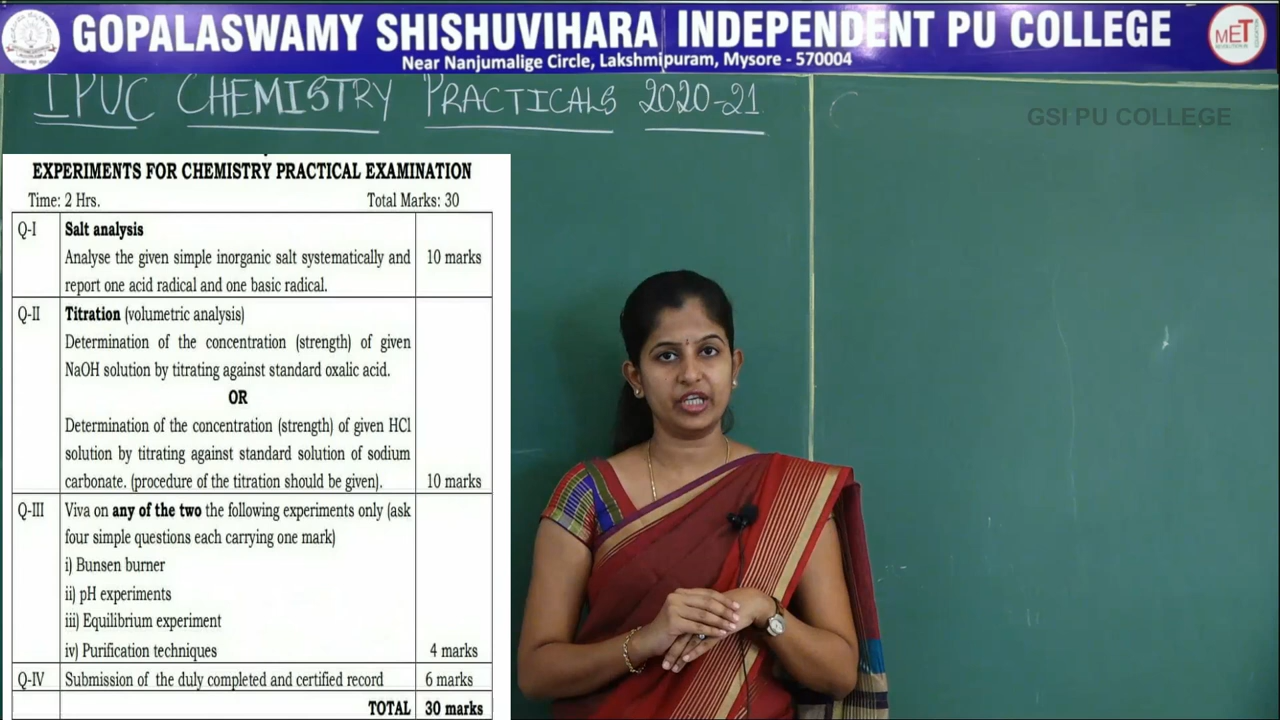 GOPALASWAMY SHISHUVIHARA INDEPENDENT PU COLLEGE
Near Nanjumalige Circle, Lakshmipuram, Mysore - 570004
MET
I PUC CHEMISTRY PRACTICALS 2020-21
GSI PU COLLEGE
EXPERIMENTS FOR CHEMISTRY PRACTICAL EXAMINATION
Time: 2 Hrs. Total Marks: 30
Q-I Salt analysis
Analyse the given simple inorganic salt systematically and 10 marks
report one acid radical and one basic radical.
Q-II Titration (volumetric analysis)
Determination of the concentration (strength) of given
NaOH solution by titrating against standard oxalic acid.
OR
Determination of the concentration (strength) of given HCl
solution by titrating against standard solution of sodium
carbonate. (procedure of the titration should be given). 10 marks
Q-III Viva on any of the two the following experiments only (ask
four simple questions each carrying one mark)
i) Bunsen burner
ii) pH experiments
iii) Equilibrium experiment
iv) Purification techniques 4 marks
Q-IV Submission of the duly completed and certified record 6 marks
TOTAL 30 marks